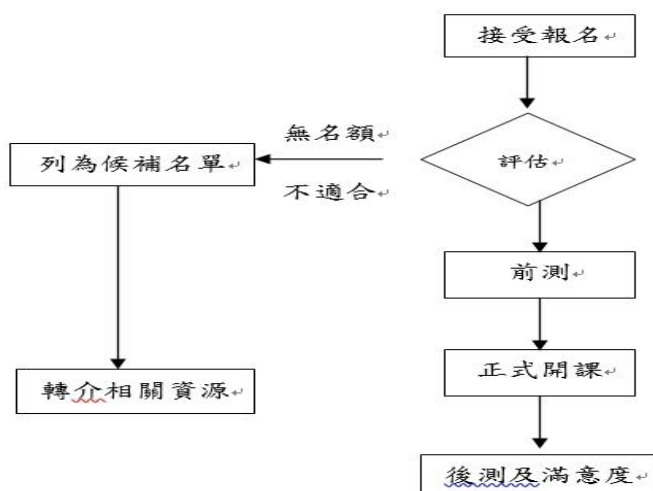 接受報名
評估
無名額
不適合
列為候補名單
轉介相關資源
前測
正式開課
後測及滿意度